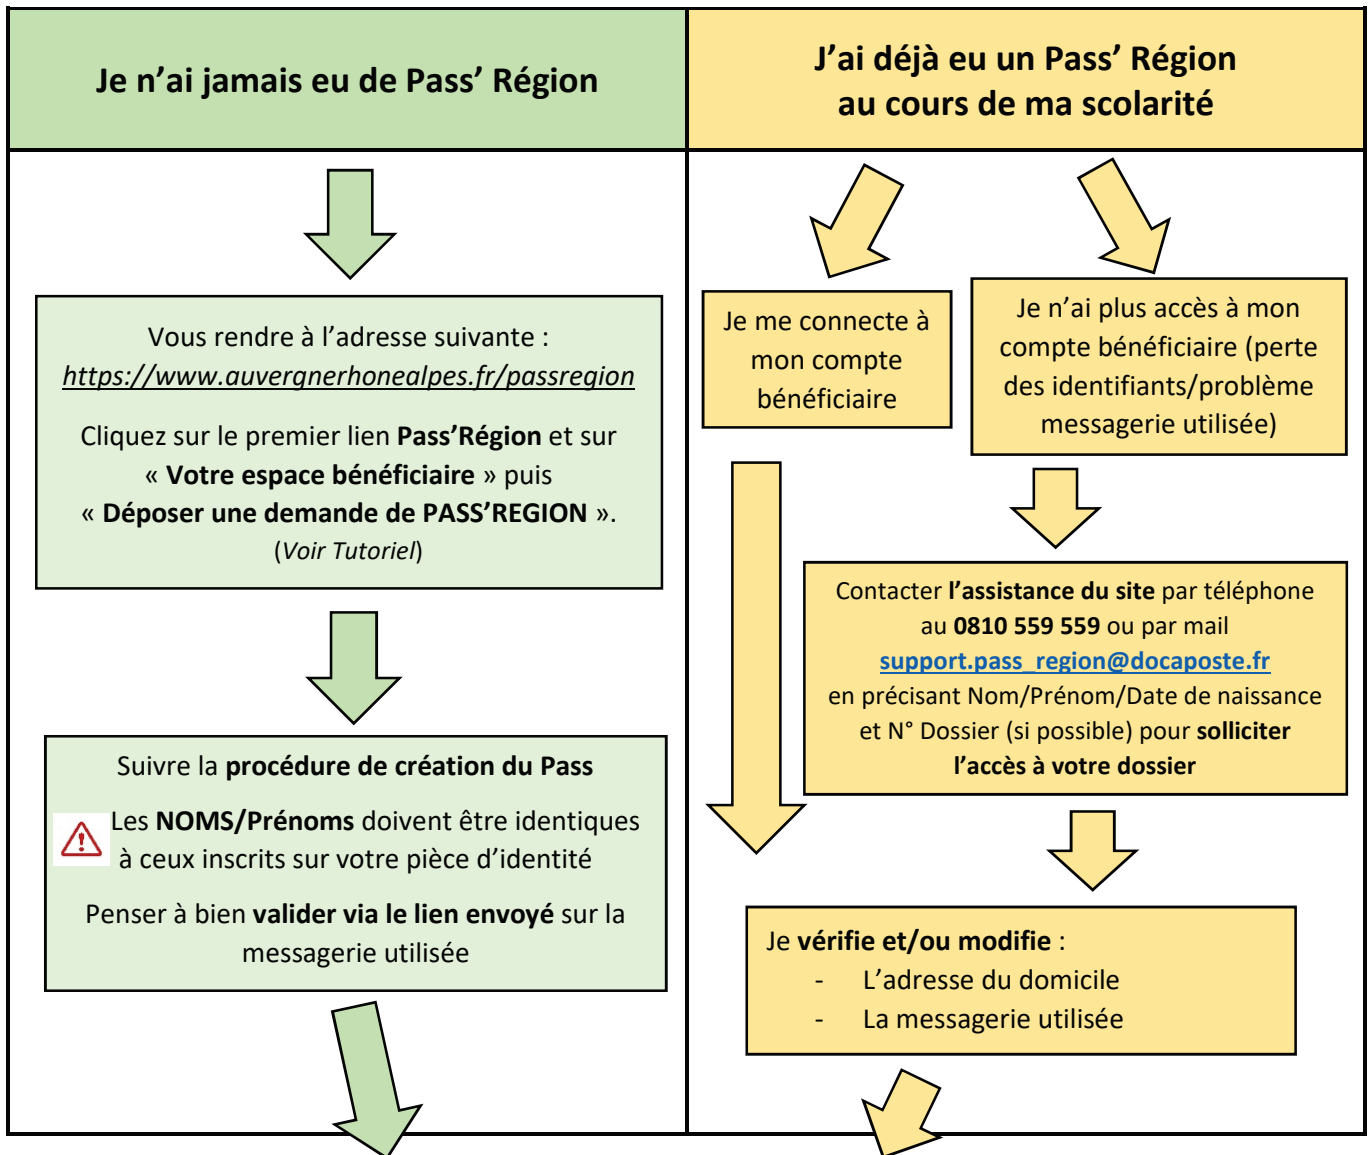 Je n’ai jamais eu de Pass’ Région
Vous rendre à l’adresse suivante :
https://www.auvergnerhonealpes.fr/passregion
Cliquez sur le premier lien Pass’Région et sur
« Votre espace bénéficiaire » puis
« Déposer une demande de PASS’REGION ».
(Voir Tutoriel)
Suivre la procédure de création du Pass
Les NOMS/Prénoms doivent être identiques
à ceux inscrits sur votre pièce d’identité
Penser à bien valider via le lien envoyé sur la
messagerie utilisée
J’ai déjà eu un Pass’ Région
au cours de ma scolarité
Je me connecte à
mon compte
bénéficiaire
Je n’ai plus accès à mon
compte bénéficiaire (perte
des identifiants/problème
messagerie utilisée)
Contacter l’assistance du site par téléphone
au 0810 559 559 ou par mail
support.pass_region@docaposte.fr
en précisant Nom/Prénom/Date de naissance
et N° Dossier (si possible) pour solliciter
l’accès à votre dossier
Je vérifie et/ou modifie :
- L’adresse du domicile
- La messagerie utilisée